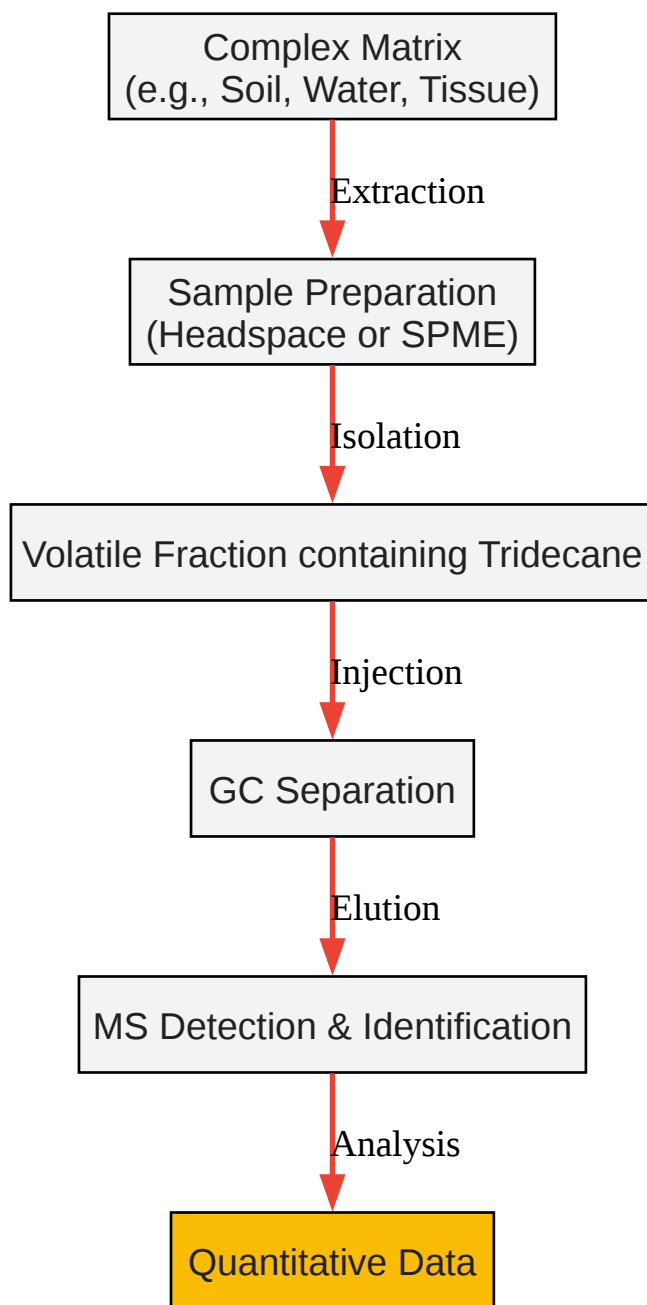 Complex Matrix
(e.g., Soil, Water, Tissue)
Extraction
Sample Preparation
(Headspace or SPME)
Isolation
Volatile Fraction containing Tridecane
Injection
GC Separation
Elution
MS Detection & Identification
Analysis
Quantitative Data